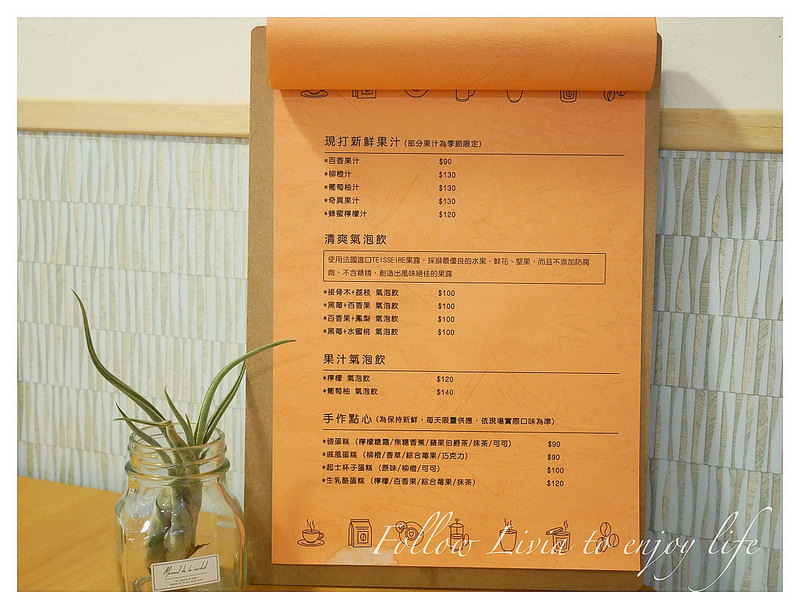 現打新鮮果汁 (部分果汁為季節限定)
*百香果汁 $90
*柳橙汁 $130
*葡萄柚汁 $130
*奇異果汁 $130
*蜂蜜檸檬汁 $120
清爽氣泡飲
使用法國進口TEISSEIRE果露，採擷最優良的水果、鮮花、堅果，而且不添加防腐
劑、不含糖精，創造出風味絕佳的果露
*接骨木+荔枝 氣泡飲 $100
*黑莓+百香果 氣泡飲 $100
*百香果+鳳梨 氣泡飲 $100
*黑莓+水蜜桃 氣泡飲 $100
果汁氣泡飲
*檸檬 氣泡飲 $120
*葡萄柚 氣泡飲 $140
手作點心 (為保持新鮮，每天限量供應，依現場實際口味為準)
*磅蛋糕 (檸檬糖霜/焦糖香蕉/蘋果伯爵茶/抹茶/可可) $90
*戚風蛋糕 (柳橙/香草/綜合莓果/巧克力) $90
*起士杯子蛋糕 (原味/柳橙/可可) $100
*生乳酪蛋糕 (檸檬/百香果/綜合莓果/抹茶) $120
Follow Livia to enjoy life